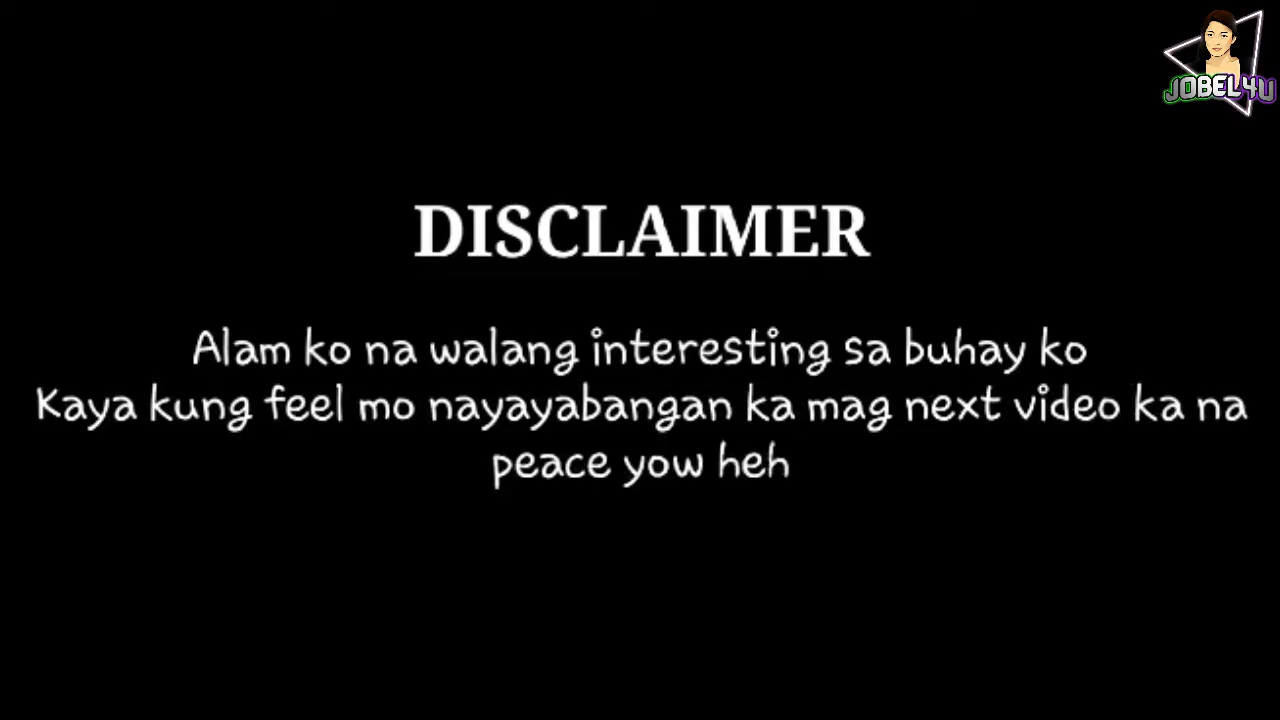 JOBEL4U
DISCLAIMER
Alam ko na walang interesting sa buhay ko
Kaya kung feel mo nayayabangan ka mag next video ka na
peace yow heh